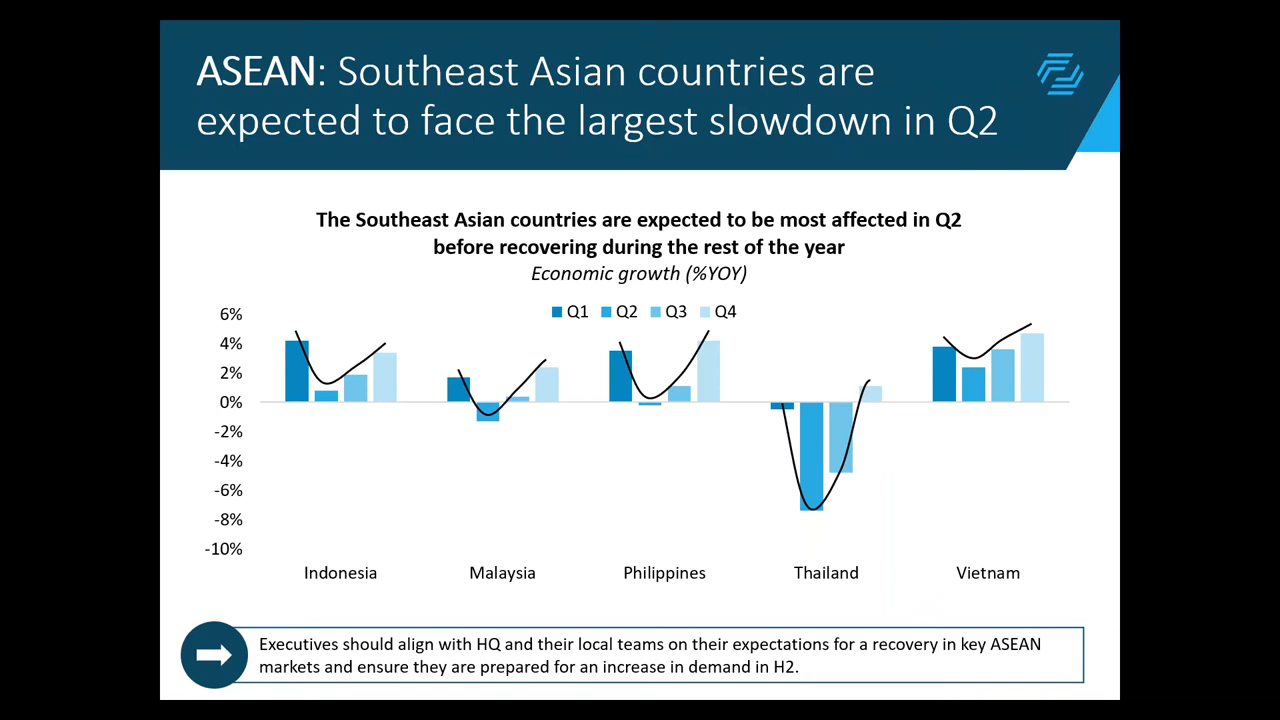 ASEAN: Southeast Asian countries are
expected to face the largest slowdown in Q2
The Southeast Asian countries are expected to be most affected in Q2
before recovering during the rest of the year
Economic growth (%YOY)
Q1 Q2 Q3 Q4
6%
4%
2%
0%
-2%
-4%
-6%
-8%
-10%
Indonesia Malaysia Philippines Thailand Vietnam
Executives should align with HQ and their local teams on their expectations for a recovery in key ASEAN
markets and ensure they are prepared for an increase in demand in H2.